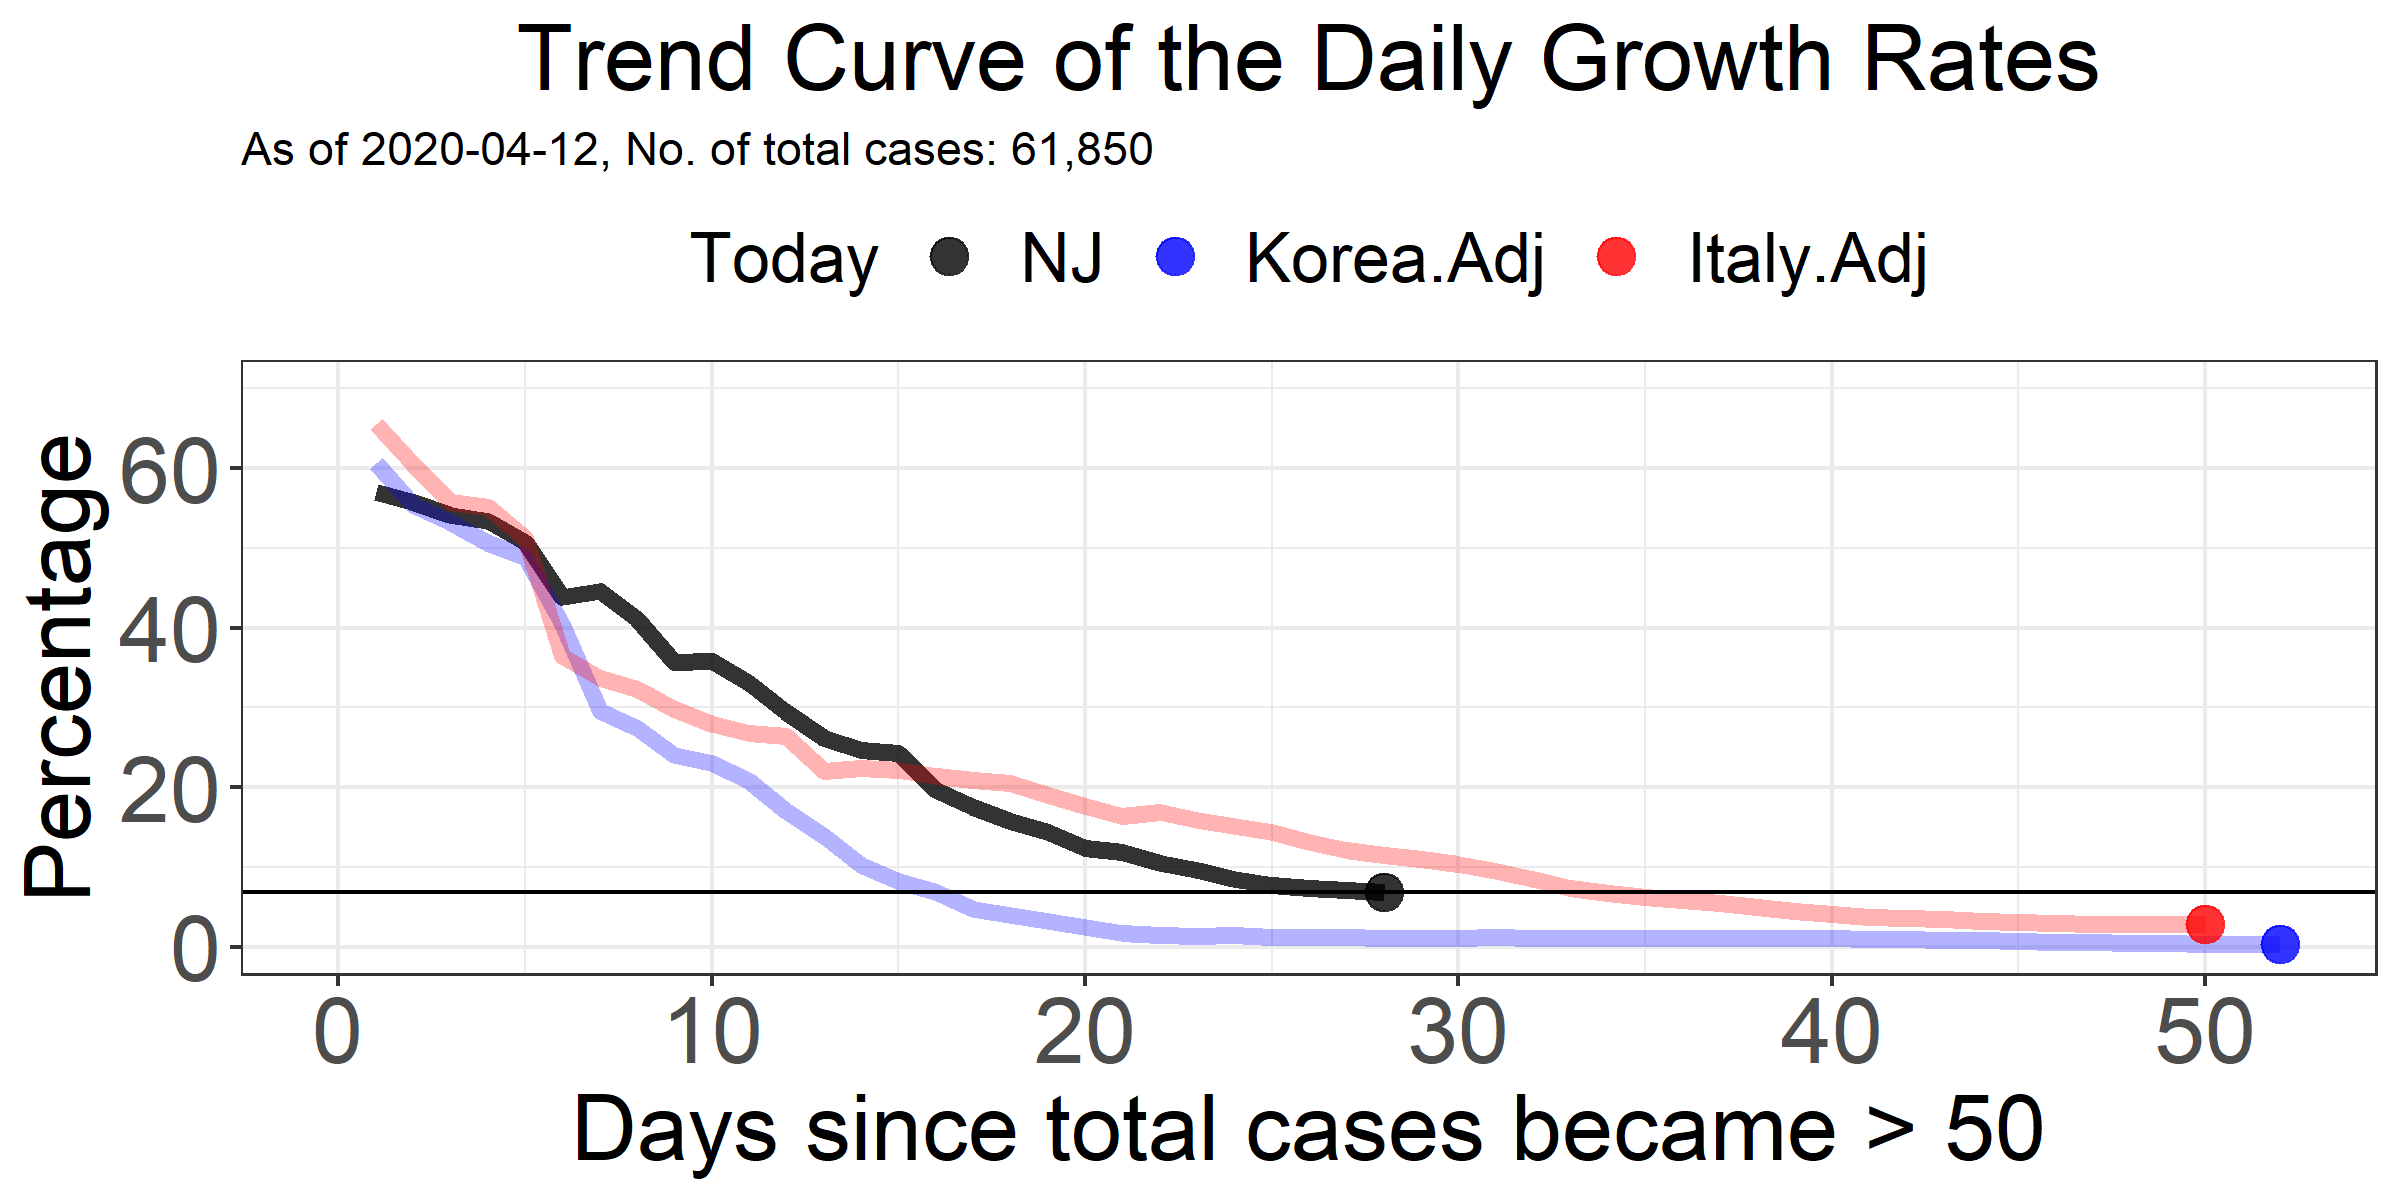 Trend Curve of the Daily Growth Rates
As of 2020-04-12, No. of total cases: 61,850
Today NJ Korea.Adj Italy.Adj
Percentage
60
40
20
0
0 10 20 30 40 50
Days since total cases became > 50